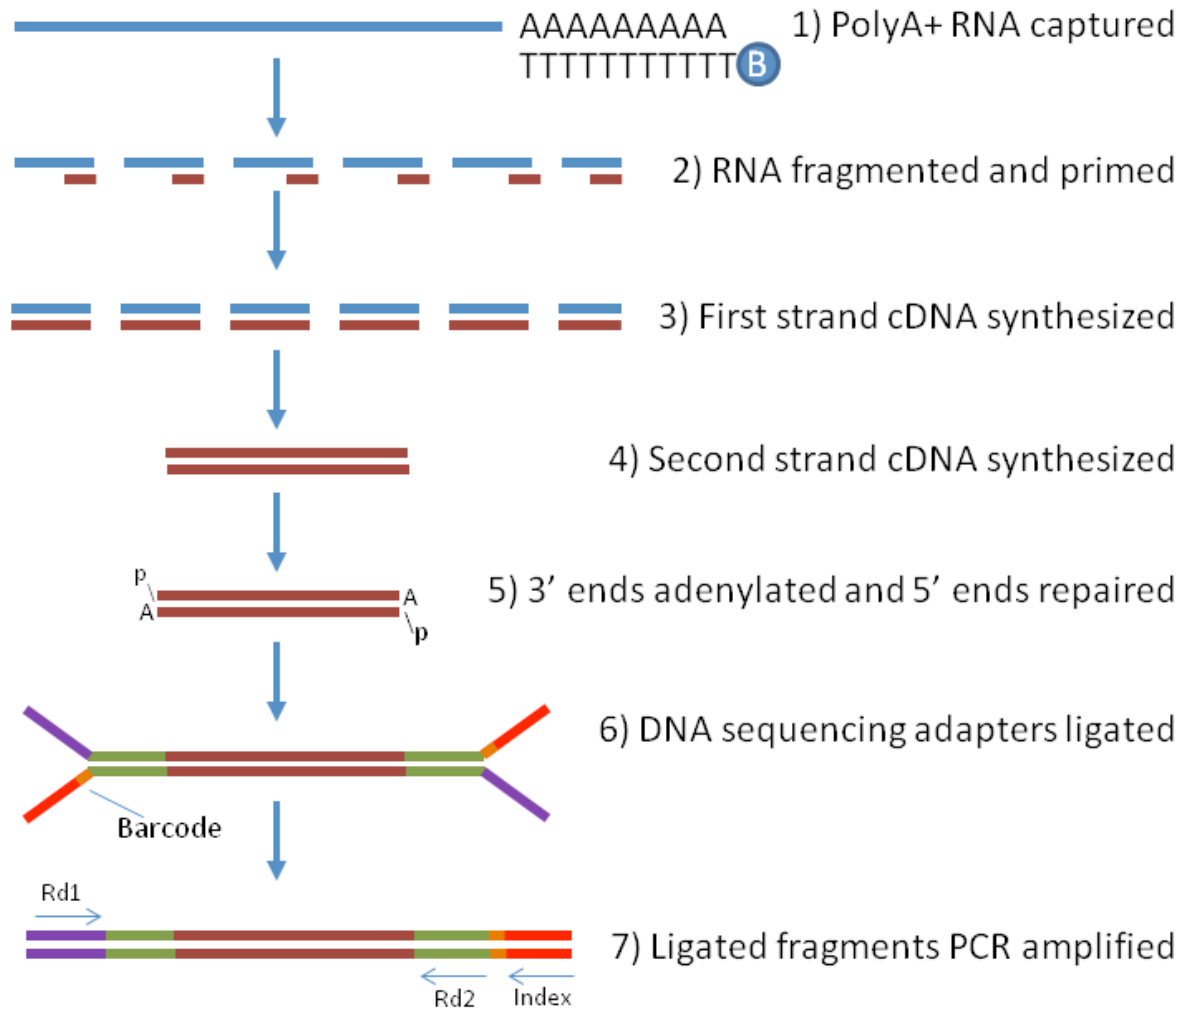 AAAAAAAAA 1) PolyA+ RNA captured
TTTTTTTTTTT B
2) RNA fragmented and primed
3) First strand cDNA synthesized
4) Second strand cDNA synthesized
p
5) 3’ ends adenylated and 5’ ends repaired
A
A
p
6) DNA sequencing adapters ligated
Barcode
Rd1
7) Ligated fragments PCR amplified
Rd2 Index